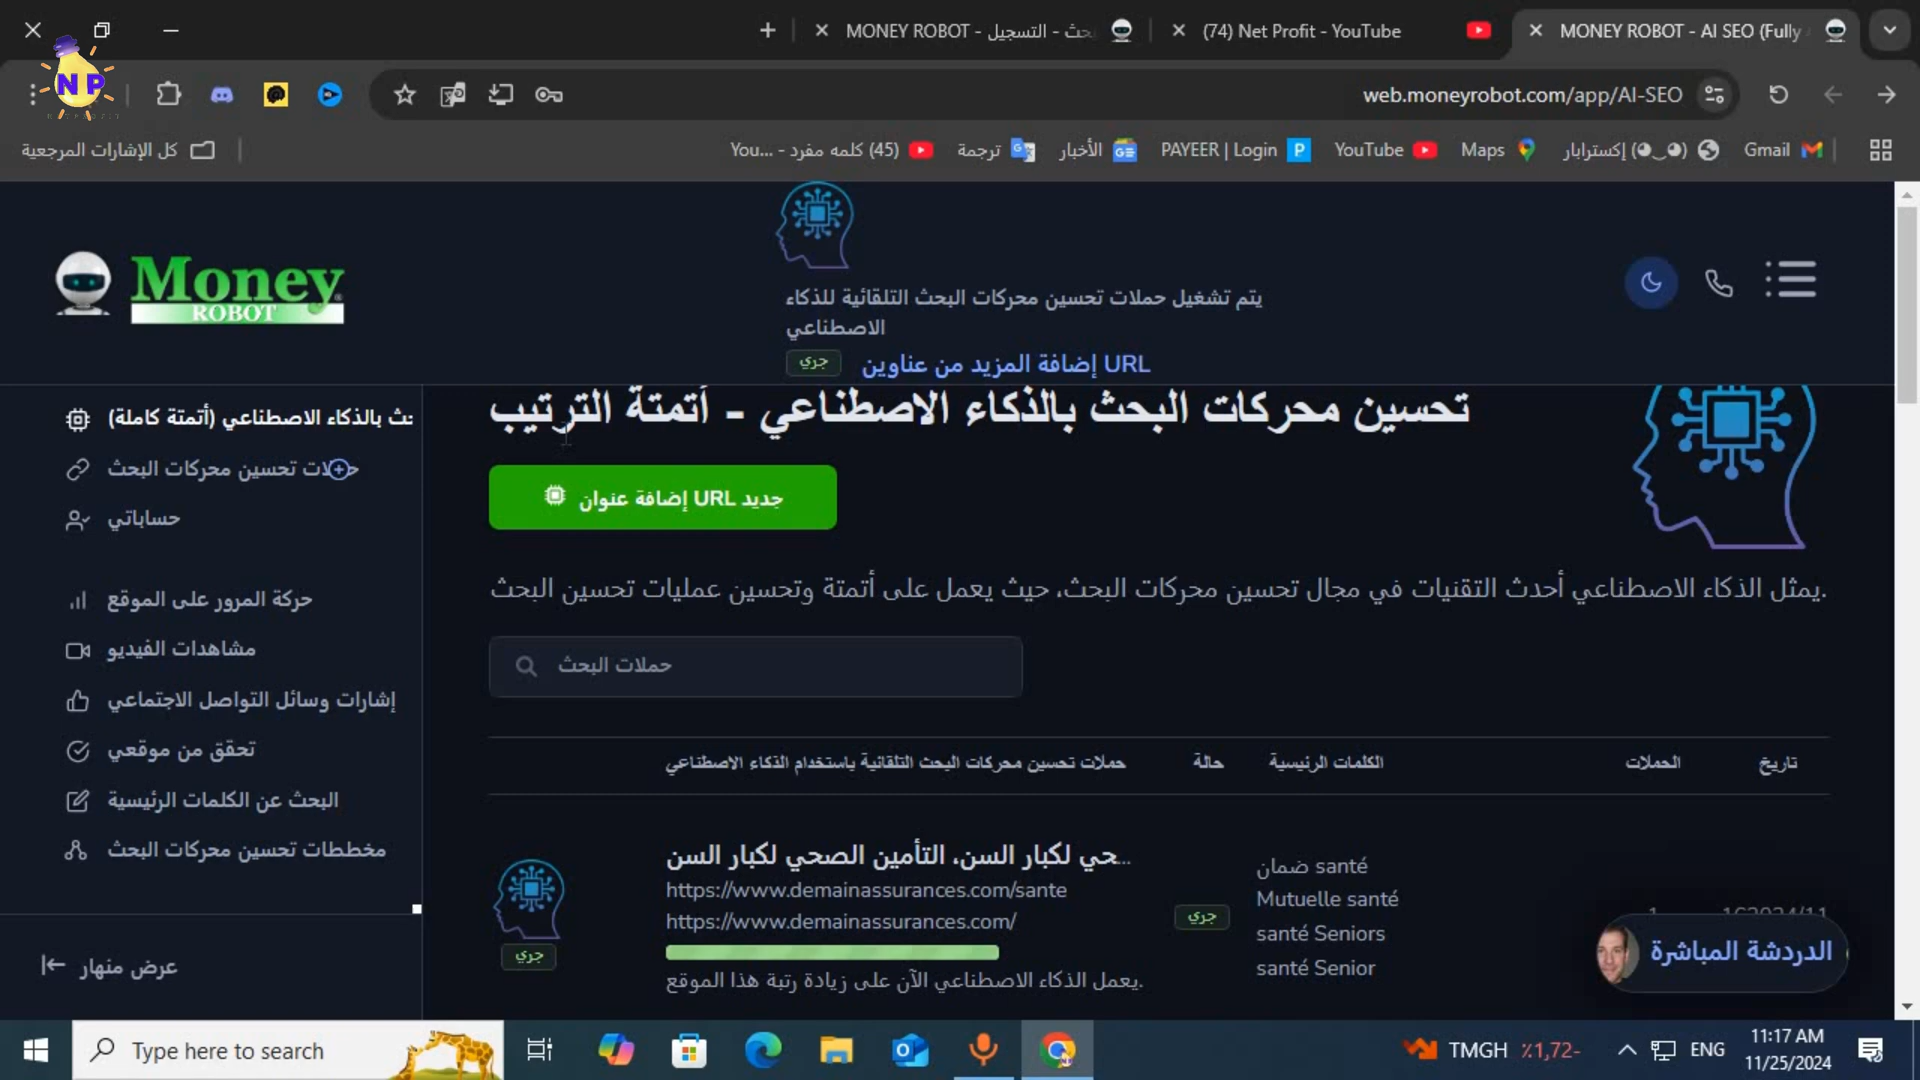 MONEY ROBOT - بحث - التسجيل
(74) Net Profit - YouTube
MONEY ROBOT - AI SEO (Fully
NP
web.moneyrobot.com/app/AI-SEO
كل الإشارات المرجعية
(45) كلمه مفرد - You...
ترجمة
الأخبار
PAYEER | Login
YouTube
Maps
إكسترابار (◕‿◕)
Gmail
Money
ROBOT
يتم تشغيل حملات تحسين محركات البحث التلقائية للذكاء
الاصطناعي
جري
URL إضافة المزيد من عناوين
حث بالذكاء الاصطناعي (أتمتة كاملة)
حملات تحسين محركات البحث
حساباتي
حركة المرور على الموقع
مشاهدات الفيديو
إشارات وسائل التواصل الاجتماعي
تحقق من موقعي
البحث عن الكلمات الرئيسية
مخططات تحسين محركات البحث
عرض منهار
تحسين محركات البحث بالذكاء الاصطناعي - أتمتة الترتيب
جديد URL إضافة عنوان
يمثل الذكاء الاصطناعي أحدث التقنيات في مجال تحسين محركات البحث، حيث يعمل على أتمتة وتحسين عمليات تحسين البحث.
حملات البحث
حملات تحسين محركات البحث التلقائية باستخدام الذكاء الاصطناعي
حالة
الكلمات الرئيسية
الحملات
تاريخ
حي لكبار السن، التأمين الصحي لكبار السن...
https://www.demainassurances.com/sante
https://www.demainassurances.com/
يعمل الذكاء الاصطناعي الآن على زيادة رتبة هذا الموقع.
جري
جري
ضمان santé
Mutuelle santé
santé Seniors
santé Senior
الدردشة المباشرة
Type here to search
TMGH ٪1,72-
ENG
11:17 AM
11/25/2024